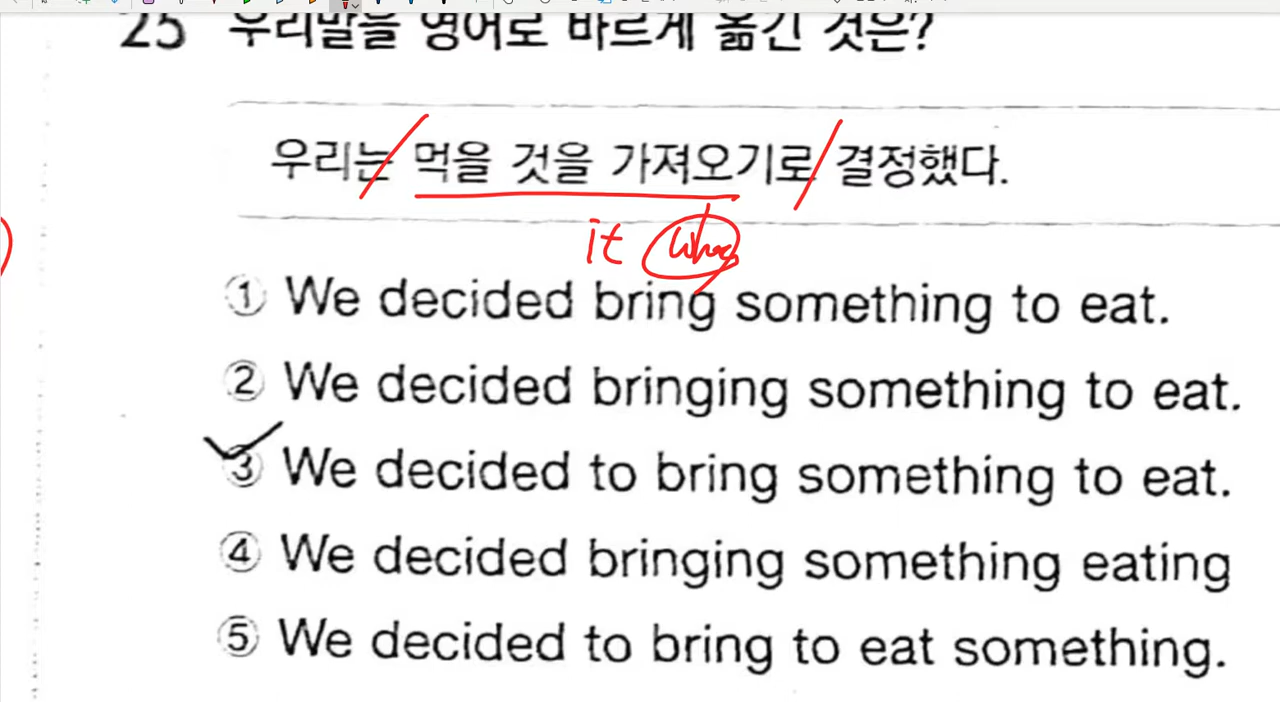 25 우리말을 영어로 바르게 옮긴 것은?
우리는 먹을 것을 가져오기로 결정했다.
it
① We decided bring something to eat.
② We decided bringing something to eat.
③ We decided to bring something to eat.
④ We decided bringing something eating
⑤ We decided to bring to eat something.